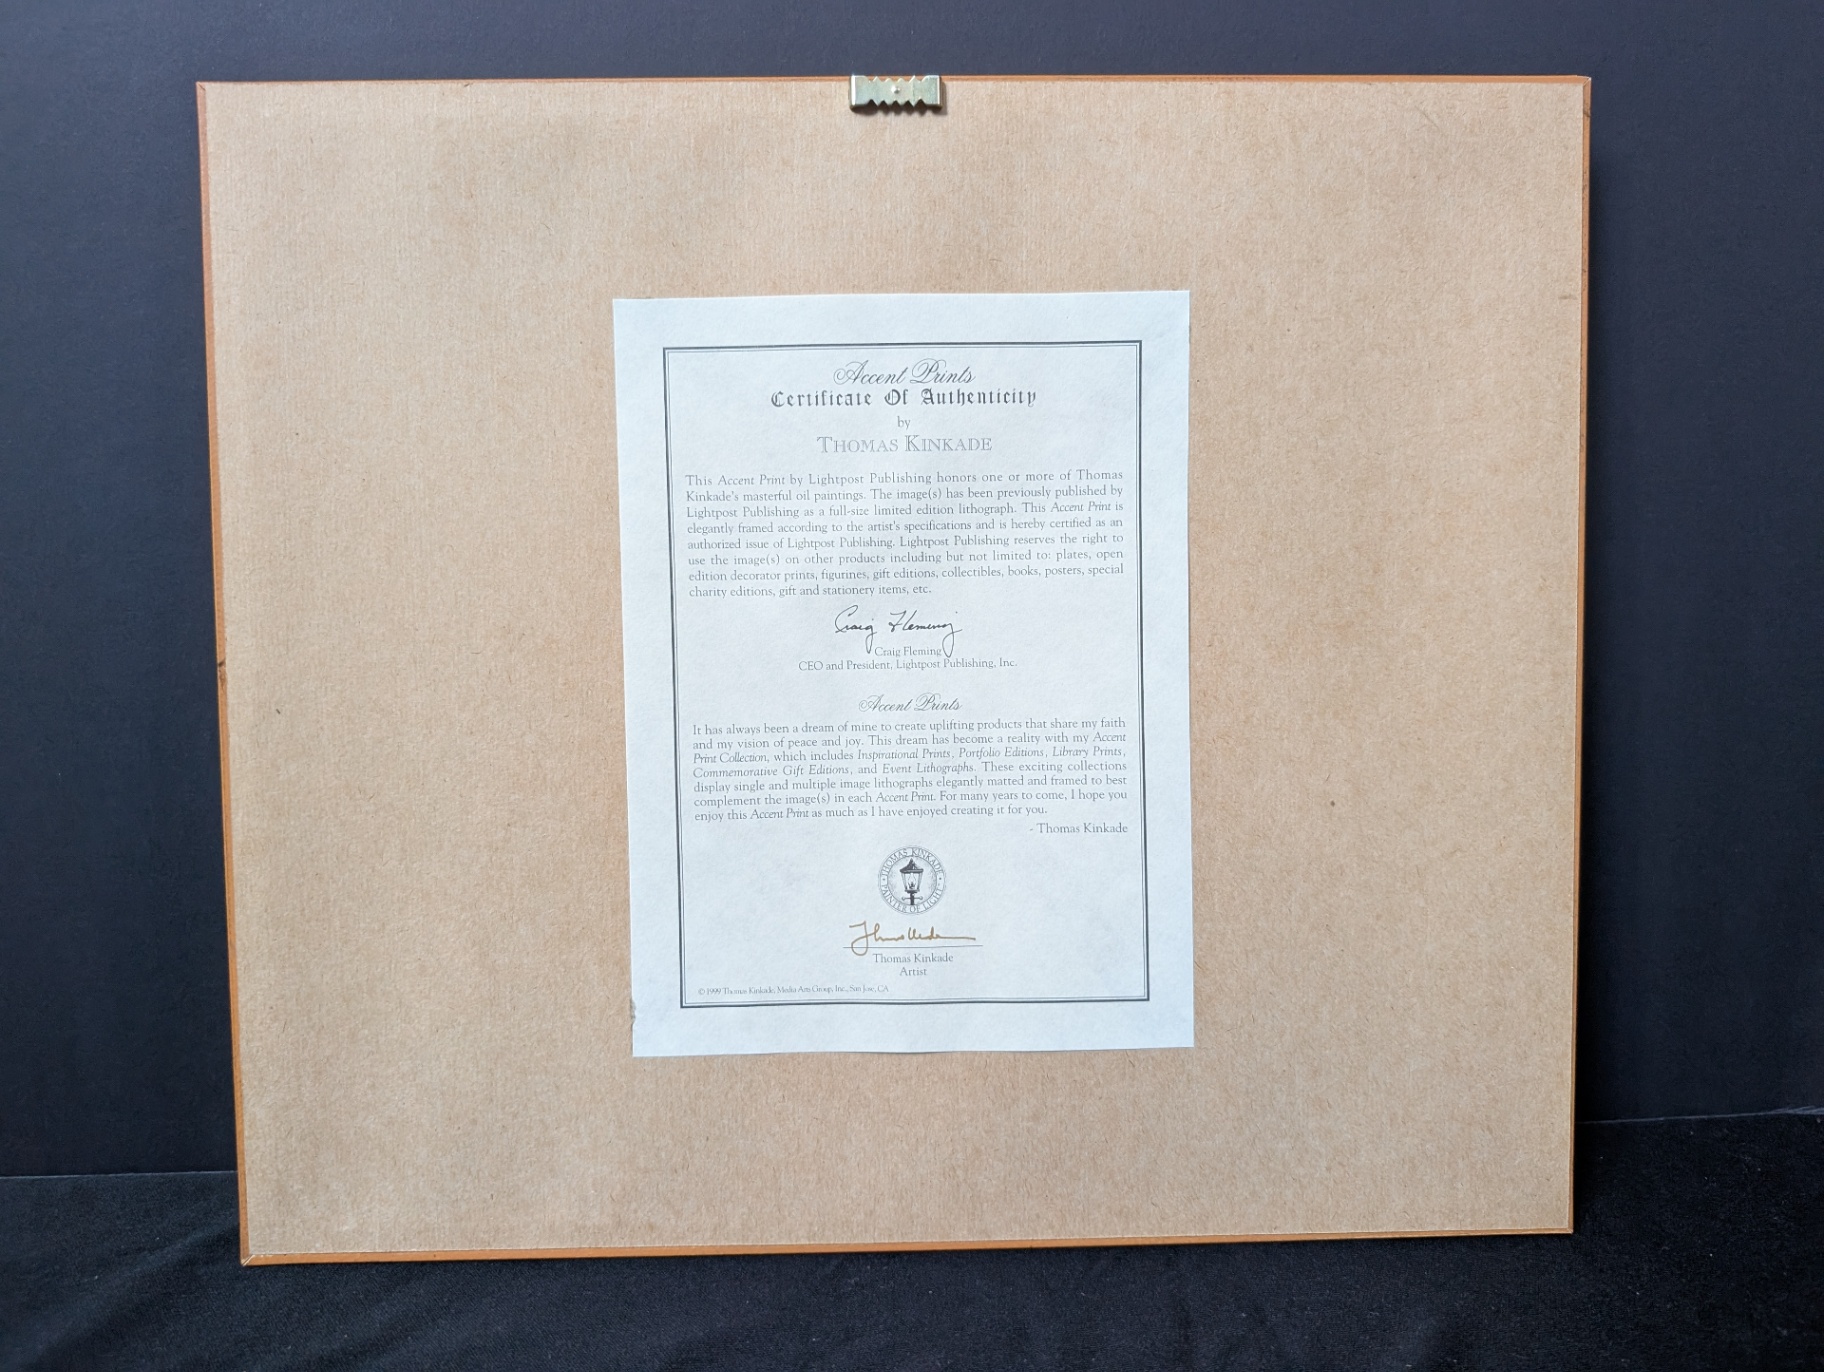 Accent Prints
Certificate Of Authenticity
by
THOMAS KINKADE
This Accent Print by Lightpost Publishing honors one or more of Thomas
Kinkade's masterful oil paintings. The image(s) has been previously published by
Lightpost Publishing as a full-size limited edition lithograph. This Accent Print is
elegantly framed according to the artist's specifications and is hereby certified as an
authorized issue of Lightpost Publishing. Lightpost Publishing reserves the right to
use the image(s) on other products including but not limited to: plates, open
edition decorator prints, figurines, gift editions, collectibles, books, posters, special
charity editions, gift and stationery items, etc.
Craig Fleming
Craig Fleming
CEO and President, Lightpost Publishing, Inc.
Accent Prints
It has always been a dream of mine to create uplifting products that share my faith
and my vision of peace and joy. This dream has become a reality with my Accent
Print Collection, which includes Inspirational Prints, Portfolio Editions, Library Prints,
Commemorative Gift Editions, and Event Lithographs. These exciting collections
display single and multiple image lithographs elegantly matted and framed to best
complement the image(s) in each Accent Print. For many years to come, I hope you
enjoy this Accent Print as much as I have enjoyed creating it for you.
- Thomas Kinkade
THOMAS KINKADE
PAINTER OF LIGHT
Thomas Kinkade
Artist
© 1999 Thomas Kinkade, Media Arts Group, Inc., San Jose, CA